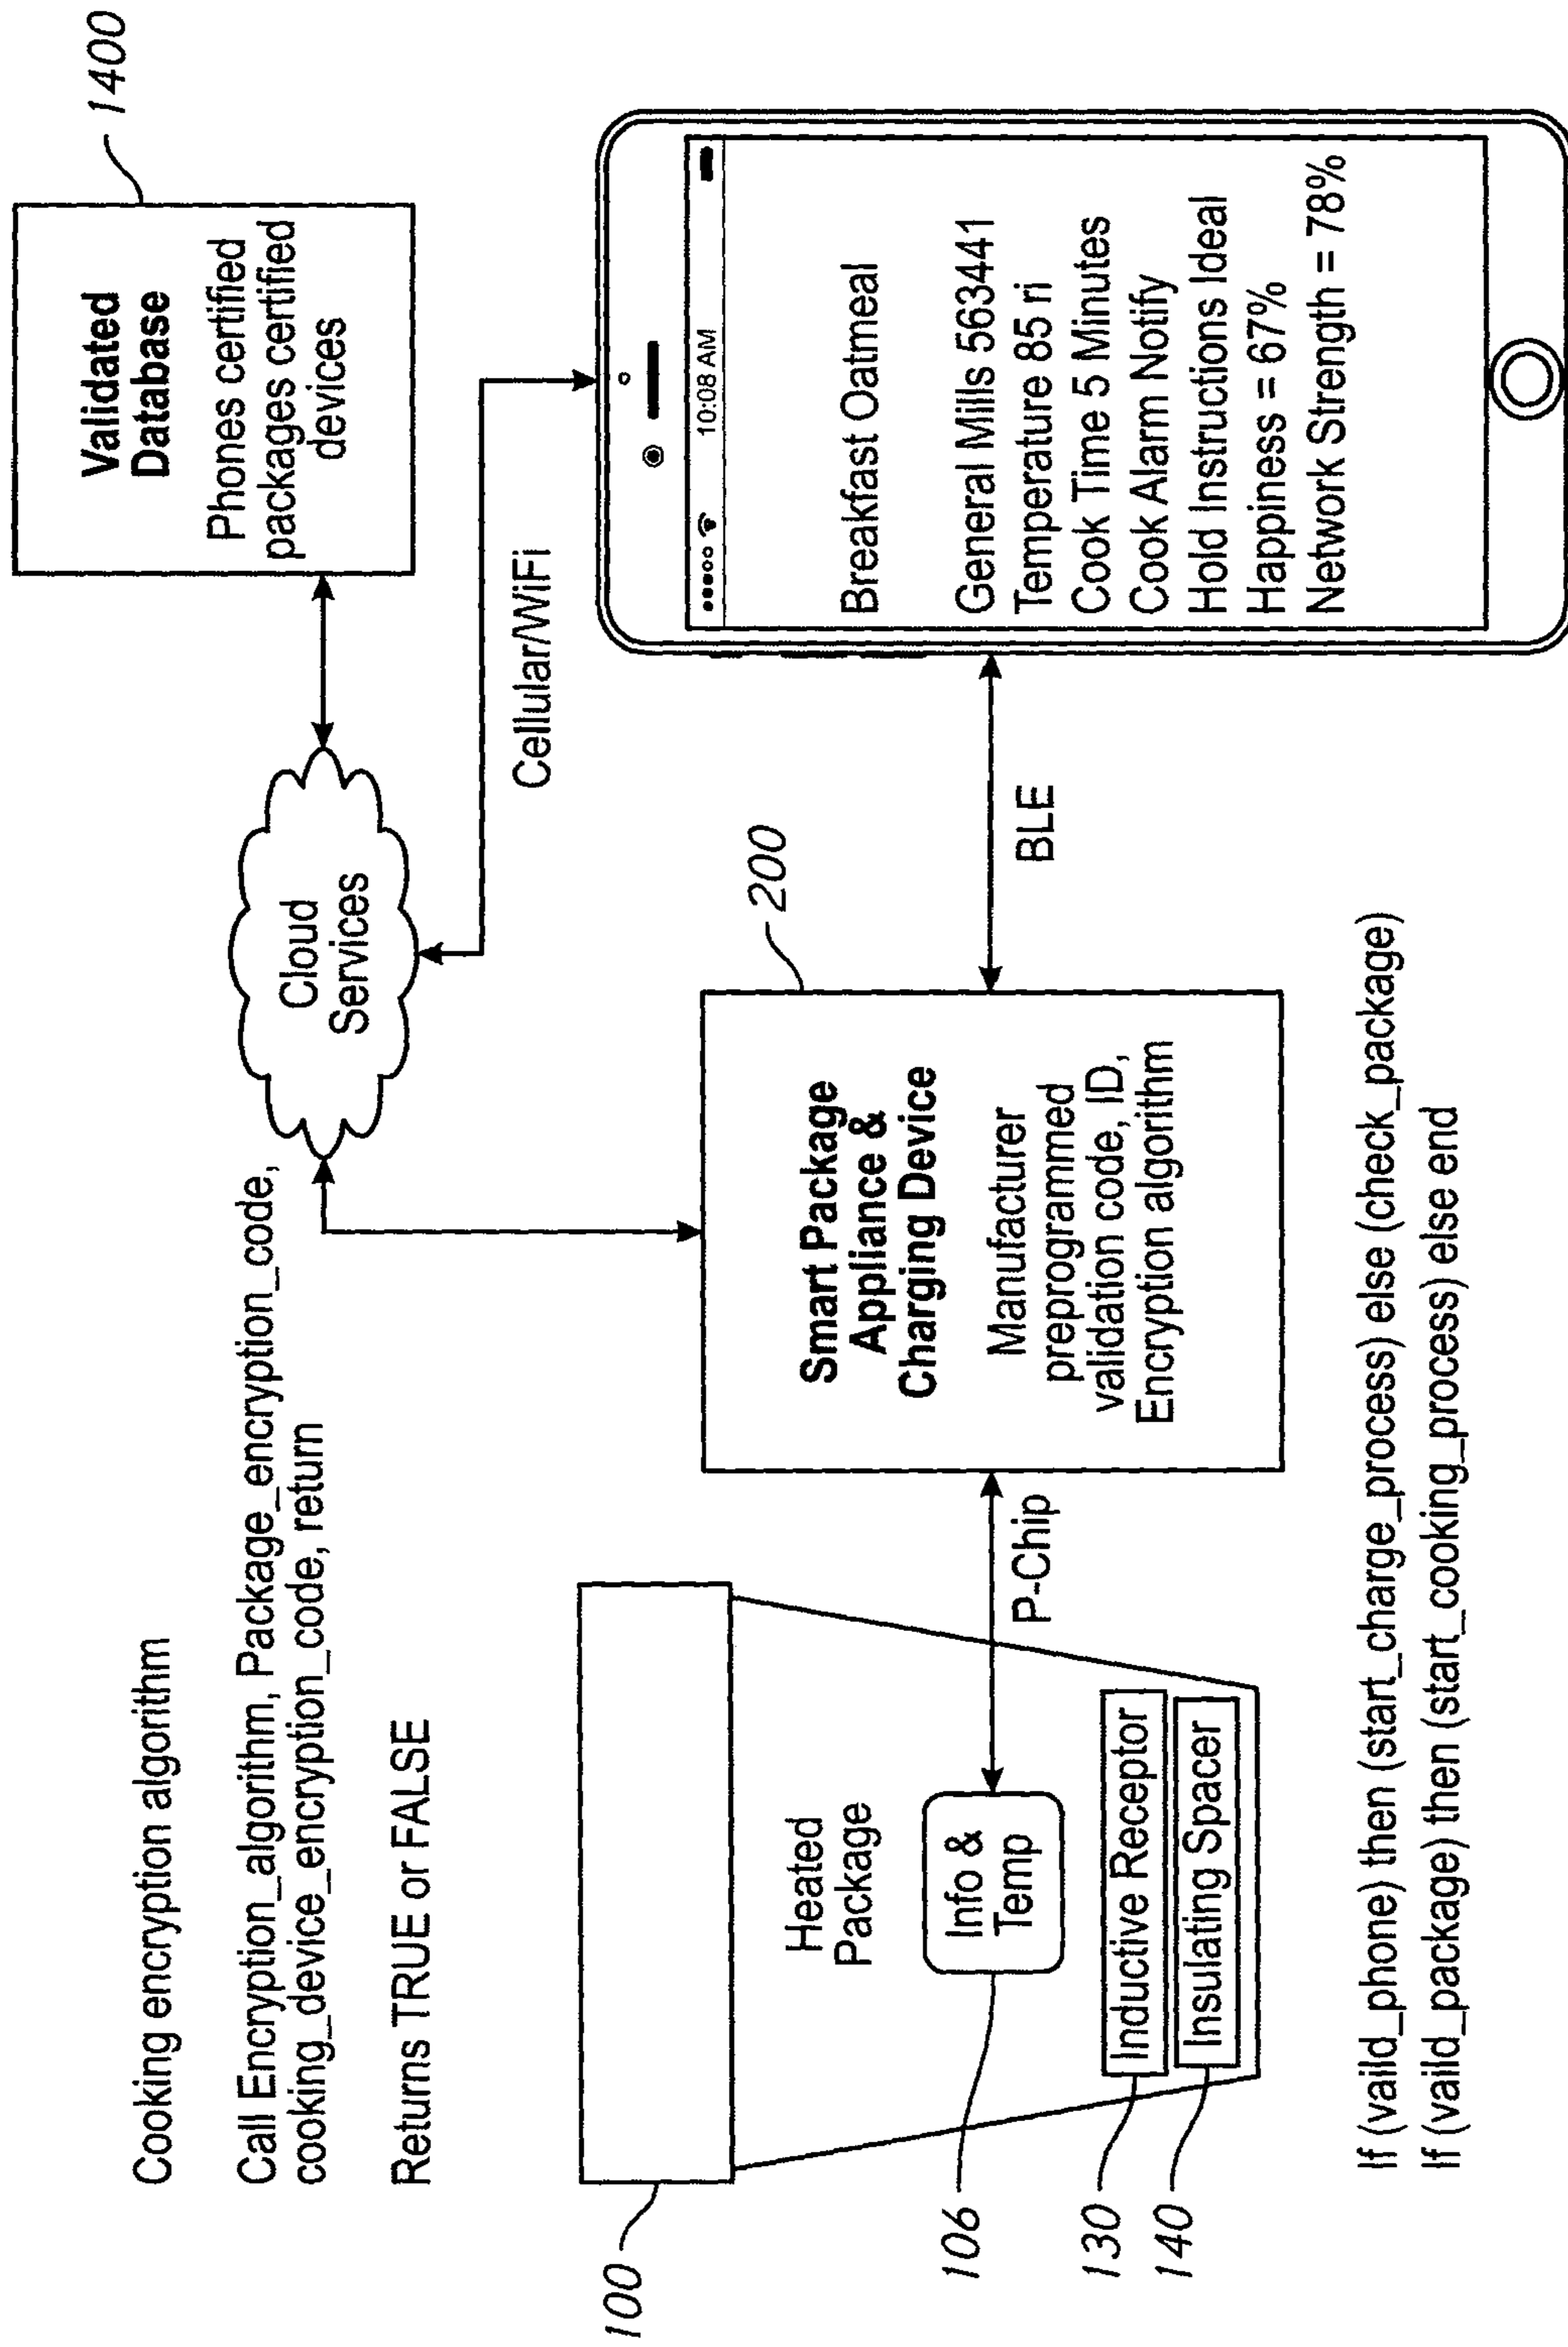 Cooking encryption algorithm
Call Encryption_algorithm, Package_encryption_code,
cooking_device_encryption_code, return
Returns TRUE or FALSE
Cloud
Services
Validated
Database
Phones certified
packages certified
devices
1400
Cellular/WiFi
100
Heated
Package
Info &
Temp
106
Inductive Receptor
130
Insulating Spacer
140
P-Chip
200
Smart Package
Appliance &
Charging Device
Manufacturer
preprogrammed
validation code, ID,
Encryption algorithm
BLE
10:08 AM
Breakfast Oatmeal
General Mills 563441
Temperature 85 ri
Cook Time 5 Minutes
Cook Alarm Notify
Hold Instructions Ideal
Happiness = 67%
Network Strength = 78%
If (vaild_phone) then (start_charge_process) else (check_package)
If (vaild_package) then (start_cooking_process) else end